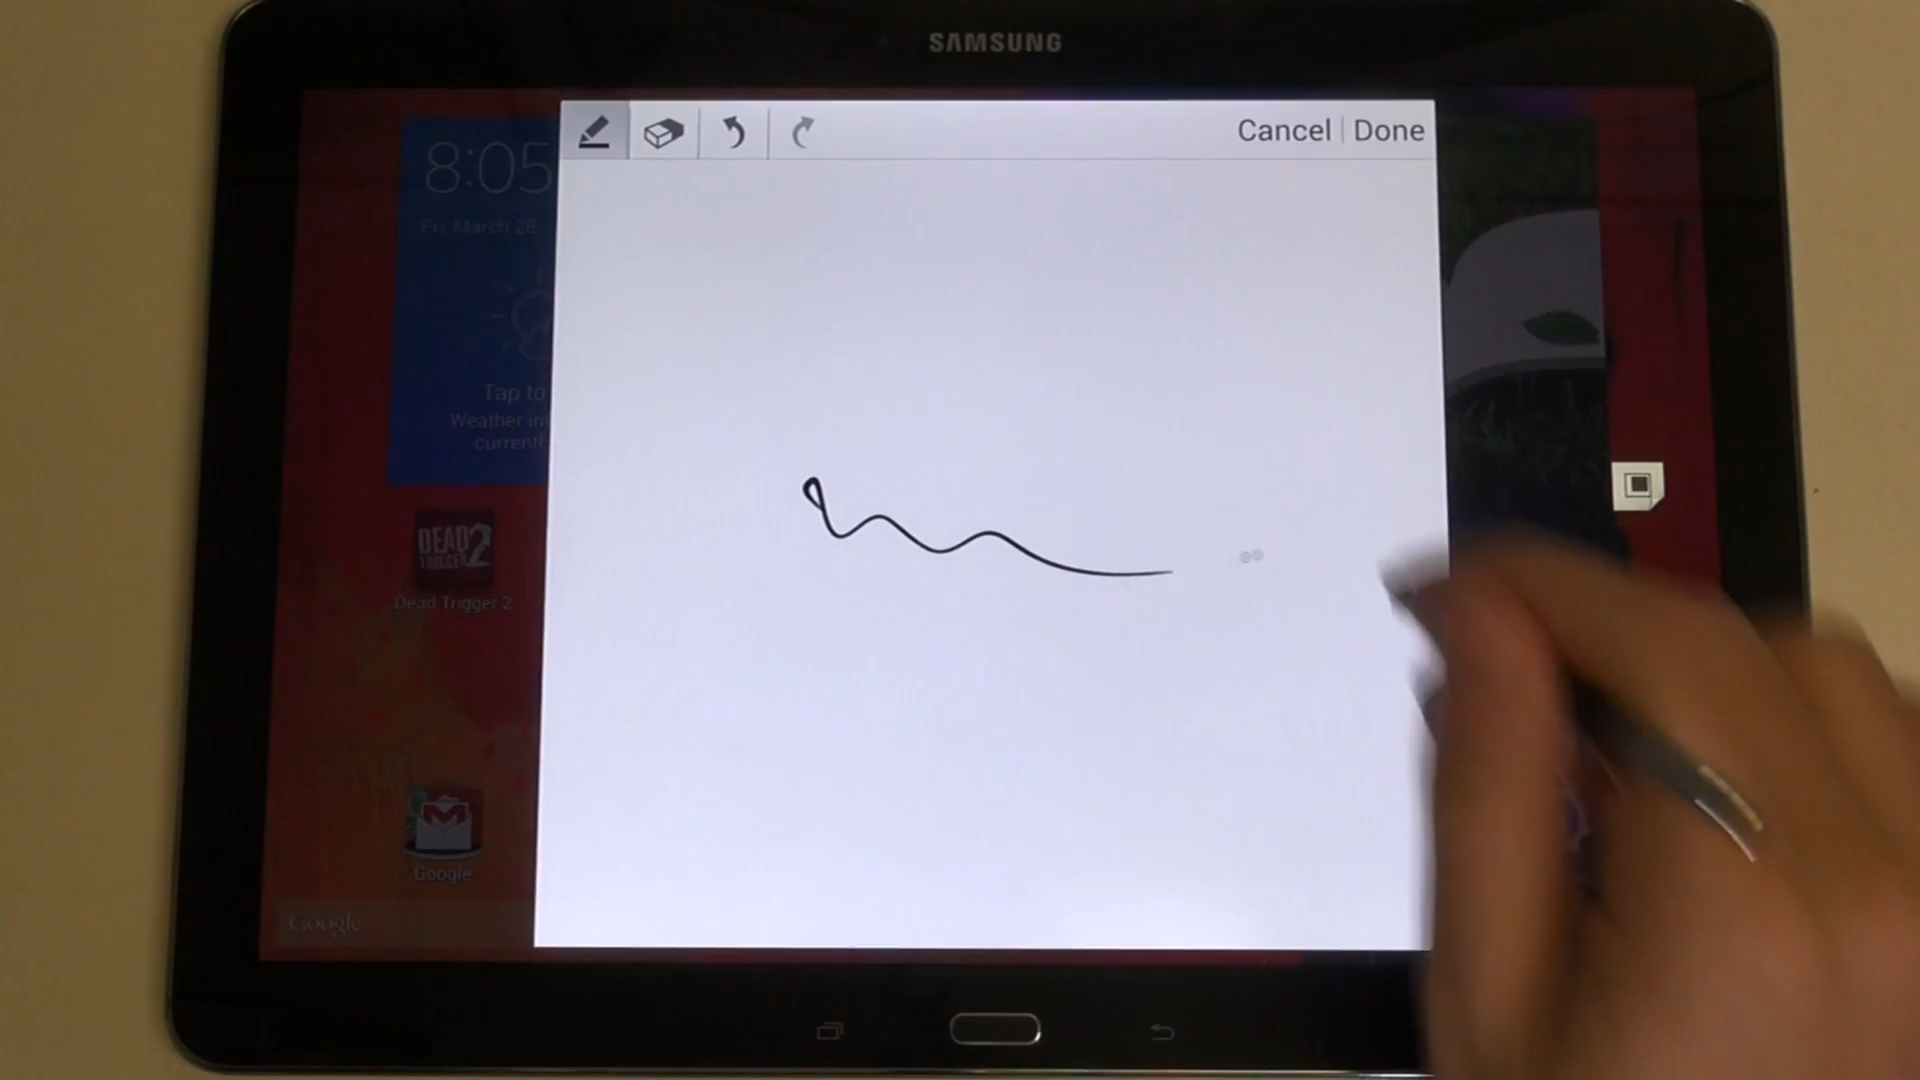 SAMSUNG
Cancel Done
8:05
Fri, March 28
Tap to
Weather in
currentl
DEAD
TRIGGER 2
Dead Trigger 2
Google
Google